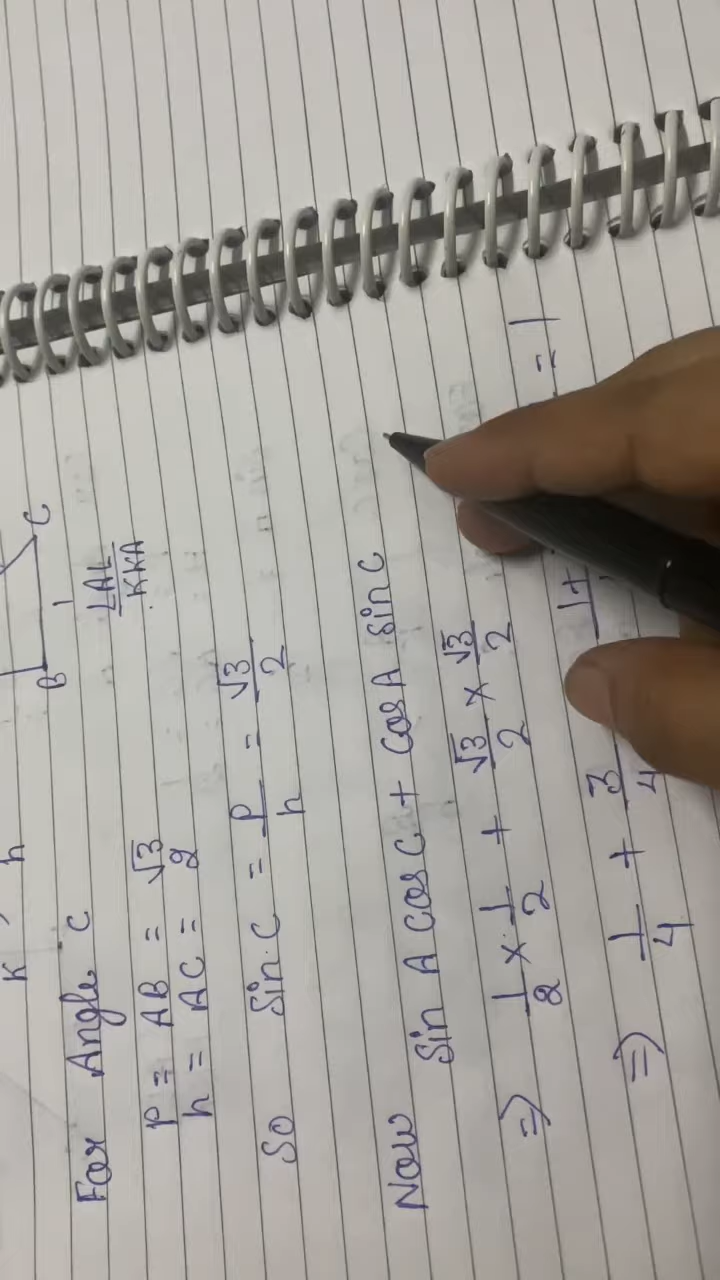 K h
B 1 C
LAL
KKA
For Angle C
P = AB = √3
h = AC = 2
So Sin C = P/h = √3/2
Now Sin A cos C + cos A sin C
⇒ 1/2 × 1/2 + √3/2 × √3/2
⇒ 1/4 + 3/4 1+ = 1